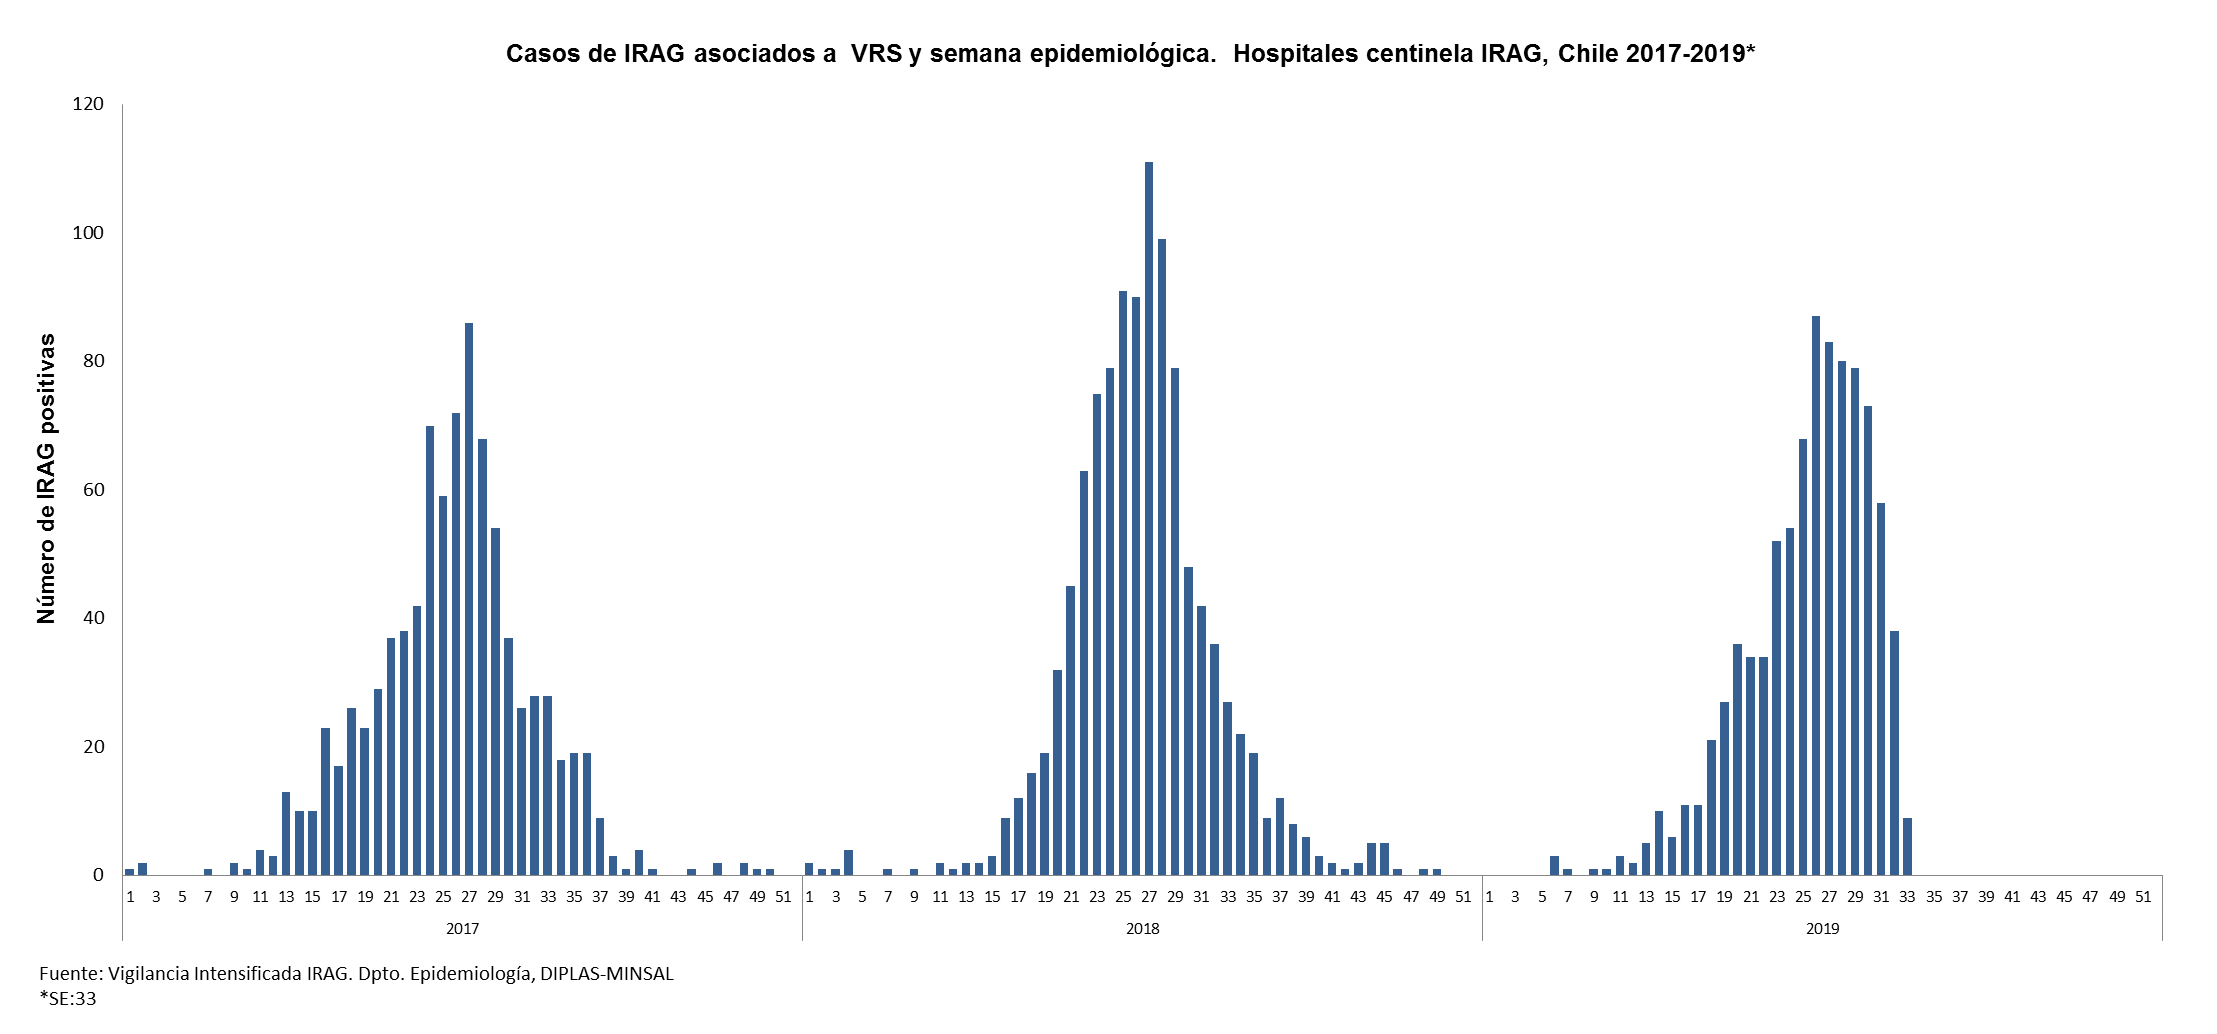 Casos de IRAG asociados a  VRS y semana epidemiológica.  Hospitales centinela IRAG, Chile 2017-2019*
Número de IRAG positivas
120
100
80
60
40
20
0
1 3 5 7 9 11 13 15 17 19 21 23 25 27 29 31 33 35 37 39 41 43 45 47 49 51 1 3 5 7 9 11 13 15 17 19 21 23 25 27 29 31 33 35 37 39 41 43 45 47 49 51 1 3 5 7 9 11 13 15 17 19 21 23 25 27 29 31 33 35 37 39 41 43 45 47 49 51
2017 2018 2019
Fuente: Vigilancia Intensificada IRAG. Dpto. Epidemiología, DIPLAS-MINSAL
*SE:33